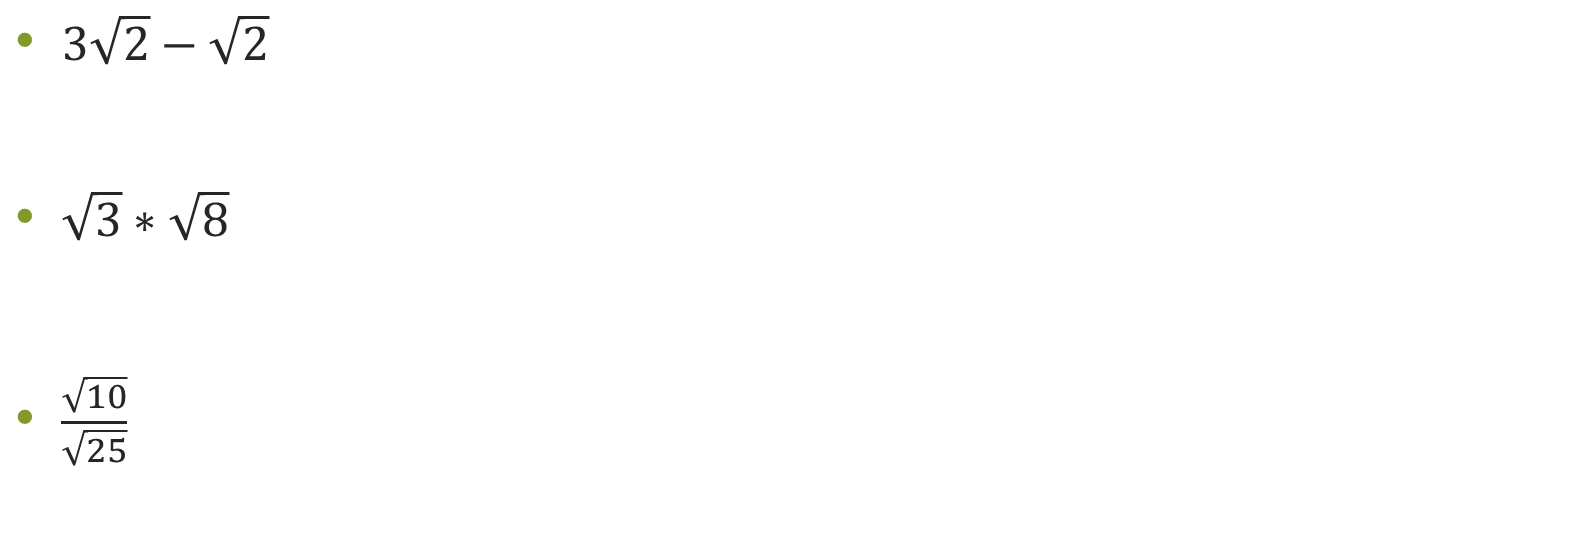 • 3√2 − √2
• √3 * √8
• √10/√25